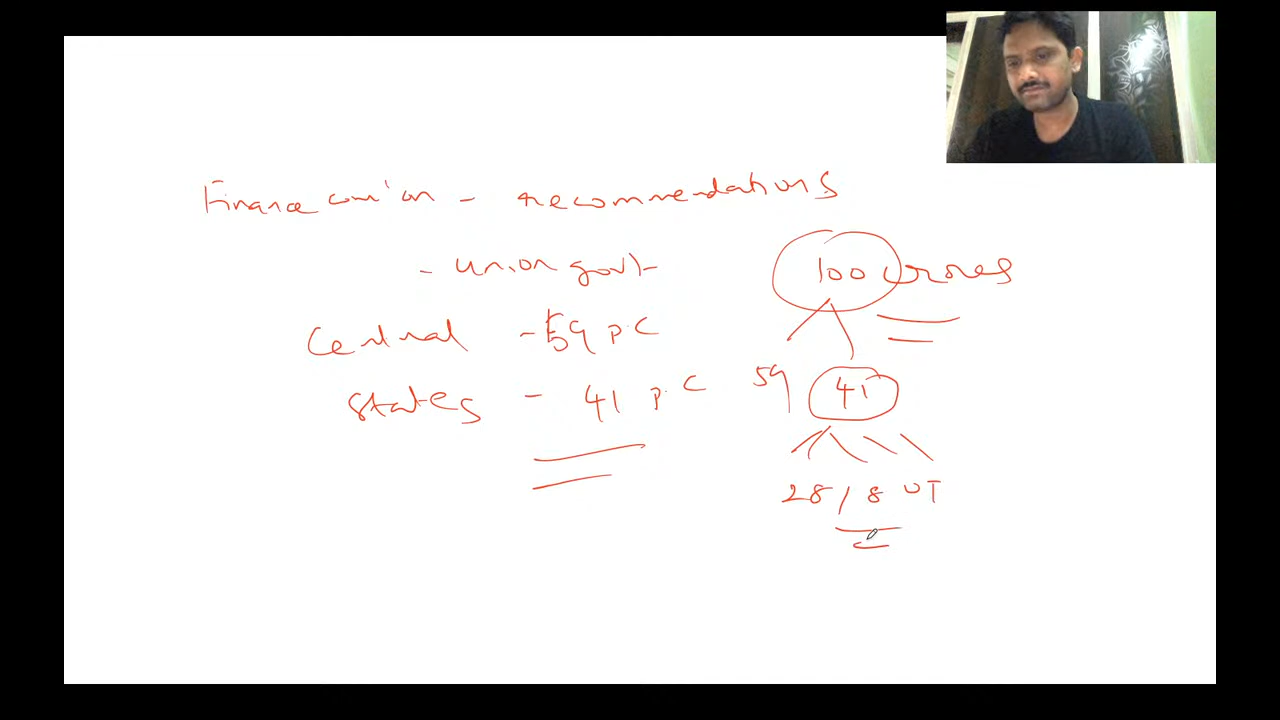 Finance com'on - recommendations
- union govt-
100 crores
Central - 59 p.c
states - 41 p.c
59 41
28 / 8 UT